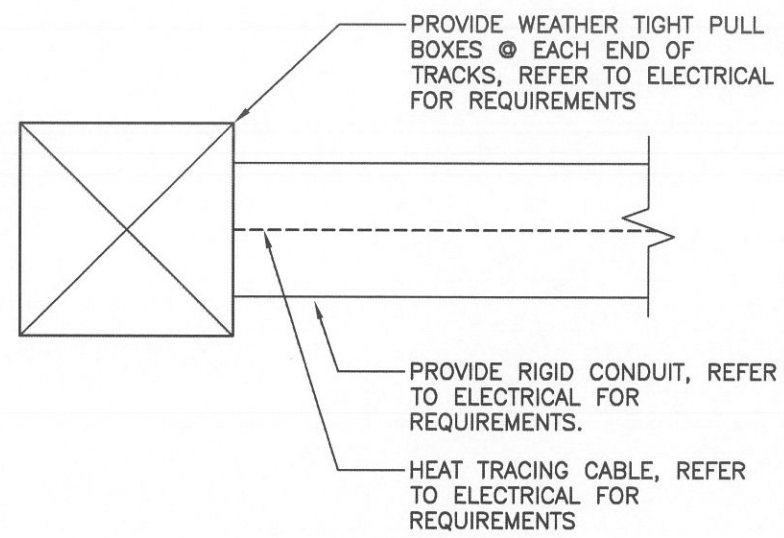 PROVIDE WEATHER TIGHT PULL
BOXES @ EACH END OF
TRACKS, REFER TO ELECTRICAL
FOR REQUIREMENTS
PROVIDE RIGID CONDUIT, REFER
TO ELECTRICAL FOR
REQUIREMENTS.
HEAT TRACING CABLE, REFER
TO ELECTRICAL FOR
REQUIREMENTS